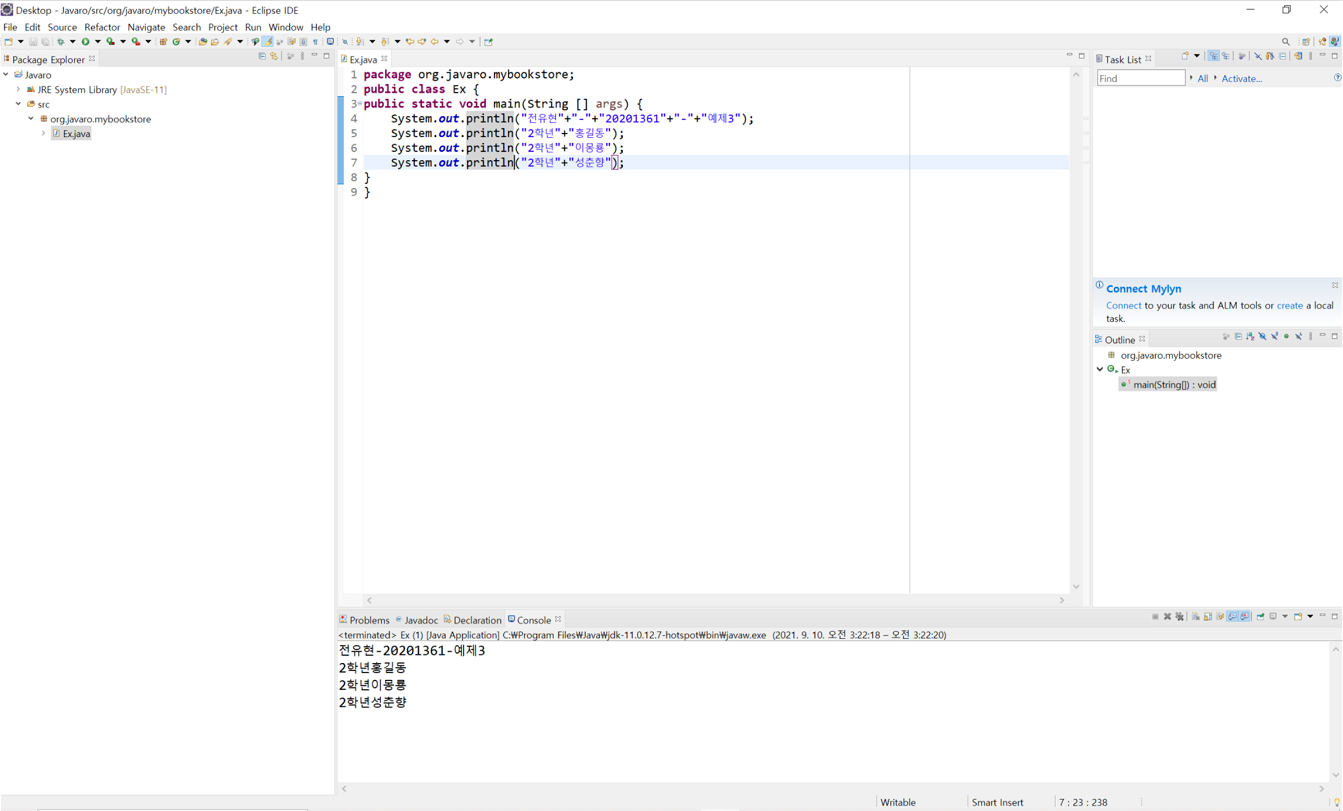 Desktop - Javaro/src/org/javaro/mybookstore/Ex.java - Eclipse IDE
File Edit Source Refactor Navigate Search Project Run Window Help
Package Explorer
Javaro
JRE System Library [JavaSE-11]
src
org.javaro.mybookstore
Ex.java
Ex.java
1 package org.javaro.mybookstore;
2 public class Ex {
3 public static void main(String [] args) {
4 System.out.println("전유현"+"-"+"20201361"+"-"+"예제3");
5 System.out.println("2학년"+"홍길동");
6 System.out.println("2학년"+"이몽룡");
7 System.out.println("2학년"+"성춘향");
8 }
9 }
Task List
Find
All
Activate...
Connect Mylyn
Connect to your task and ALM tools or create a local
task.
Outline
org.javaro.mybookstore
Ex
main(String[]) : void
Problems Javadoc Declaration Console
<terminated> Ex (1) [Java Application] C:₩Program Files₩Java₩jdk-11.0.12.7-hotspot₩bin₩javaw.exe (2021. 9. 10. 오전 3:22:18 – 오전 3:22:20)
전유현-20201361-예제3
2학년홍길동
2학년이몽룡
2학년성춘향
Writable
Smart Insert
7 : 23 : 238